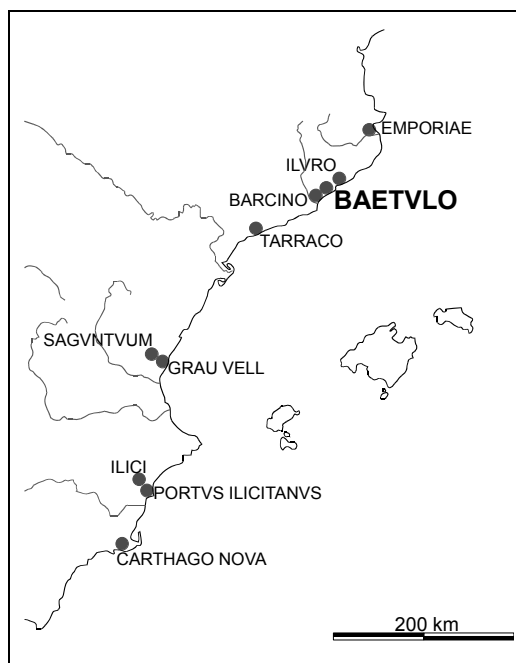 EMPORIAE
ILVRO
BARCINO
BAETVLO
TARRACO
SAGVNTVUM
GRAU VELL
ILICI
PORTVS ILICITANVS
CARTHAGO NOVA
200 km